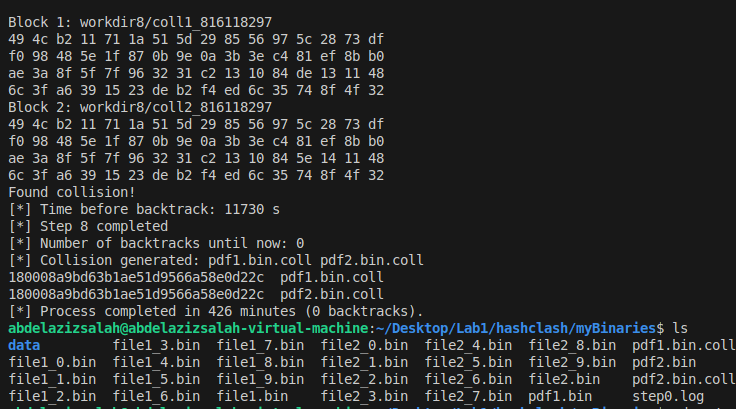 Block 1: workdir8/coll1_816118297
49 4c b2 11 71 1a 51 5d 29 85 56 97 5c 28 73 df
f0 98 48 5e 1f 87 0b 9e 0a 3b 3e c4 81 ef 8b b0
ae 3a 8f 5f 7f 96 32 31 c2 13 10 84 de 13 11 48
6c 3f a6 39 15 23 de b2 f4 ed 6c 35 74 8f 4f 32
Block 2: workdir8/coll2_816118297
49 4c b2 11 71 1a 51 5d 29 85 56 97 5c 28 73 df
f0 98 48 5e 1f 87 0b 9e 0a 3b 3e c4 81 ef 8b b0
ae 3a 8f 5f 7f 96 32 31 c2 13 10 84 5e 14 11 48
6c 3f a6 39 15 23 de b2 f4 ed 6c 35 74 8f 4f 32
Found collision!
[*] Time before backtrack: 11730 s
[*] Step 8 completed
[*] Number of backtracks until now: 0
[*] Collision generated: pdf1.bin.coll pdf2.bin.coll
180008a9bd63b1ae51d9566a58e0d22c  pdf1.bin.coll
180008a9bd63b1ae51d9566a58e0d22c  pdf2.bin.coll
[*] Process completed in 426 minutes (0 backtracks).
abdelazizsalah@abdelazizsalah-virtual-machine:~/Desktop/Lab1/hashclash/myBinaries$ ls
data         file1_3.bin  file1_7.bin  file2_0.bin  file2_4.bin  file2_8.bin  pdf1.bin.coll
file1_0.bin  file1_4.bin  file1_8.bin  file2_1.bin  file2_5.bin  file2_9.bin  pdf2.bin
file1_1.bin  file1_5.bin  file1_9.bin  file2_2.bin  file2_6.bin  file2.bin    pdf2.bin.coll
file1_2.bin  file1_6.bin  file1.bin    file2_3.bin  file2_7.bin  pdf1.bin     step0.log